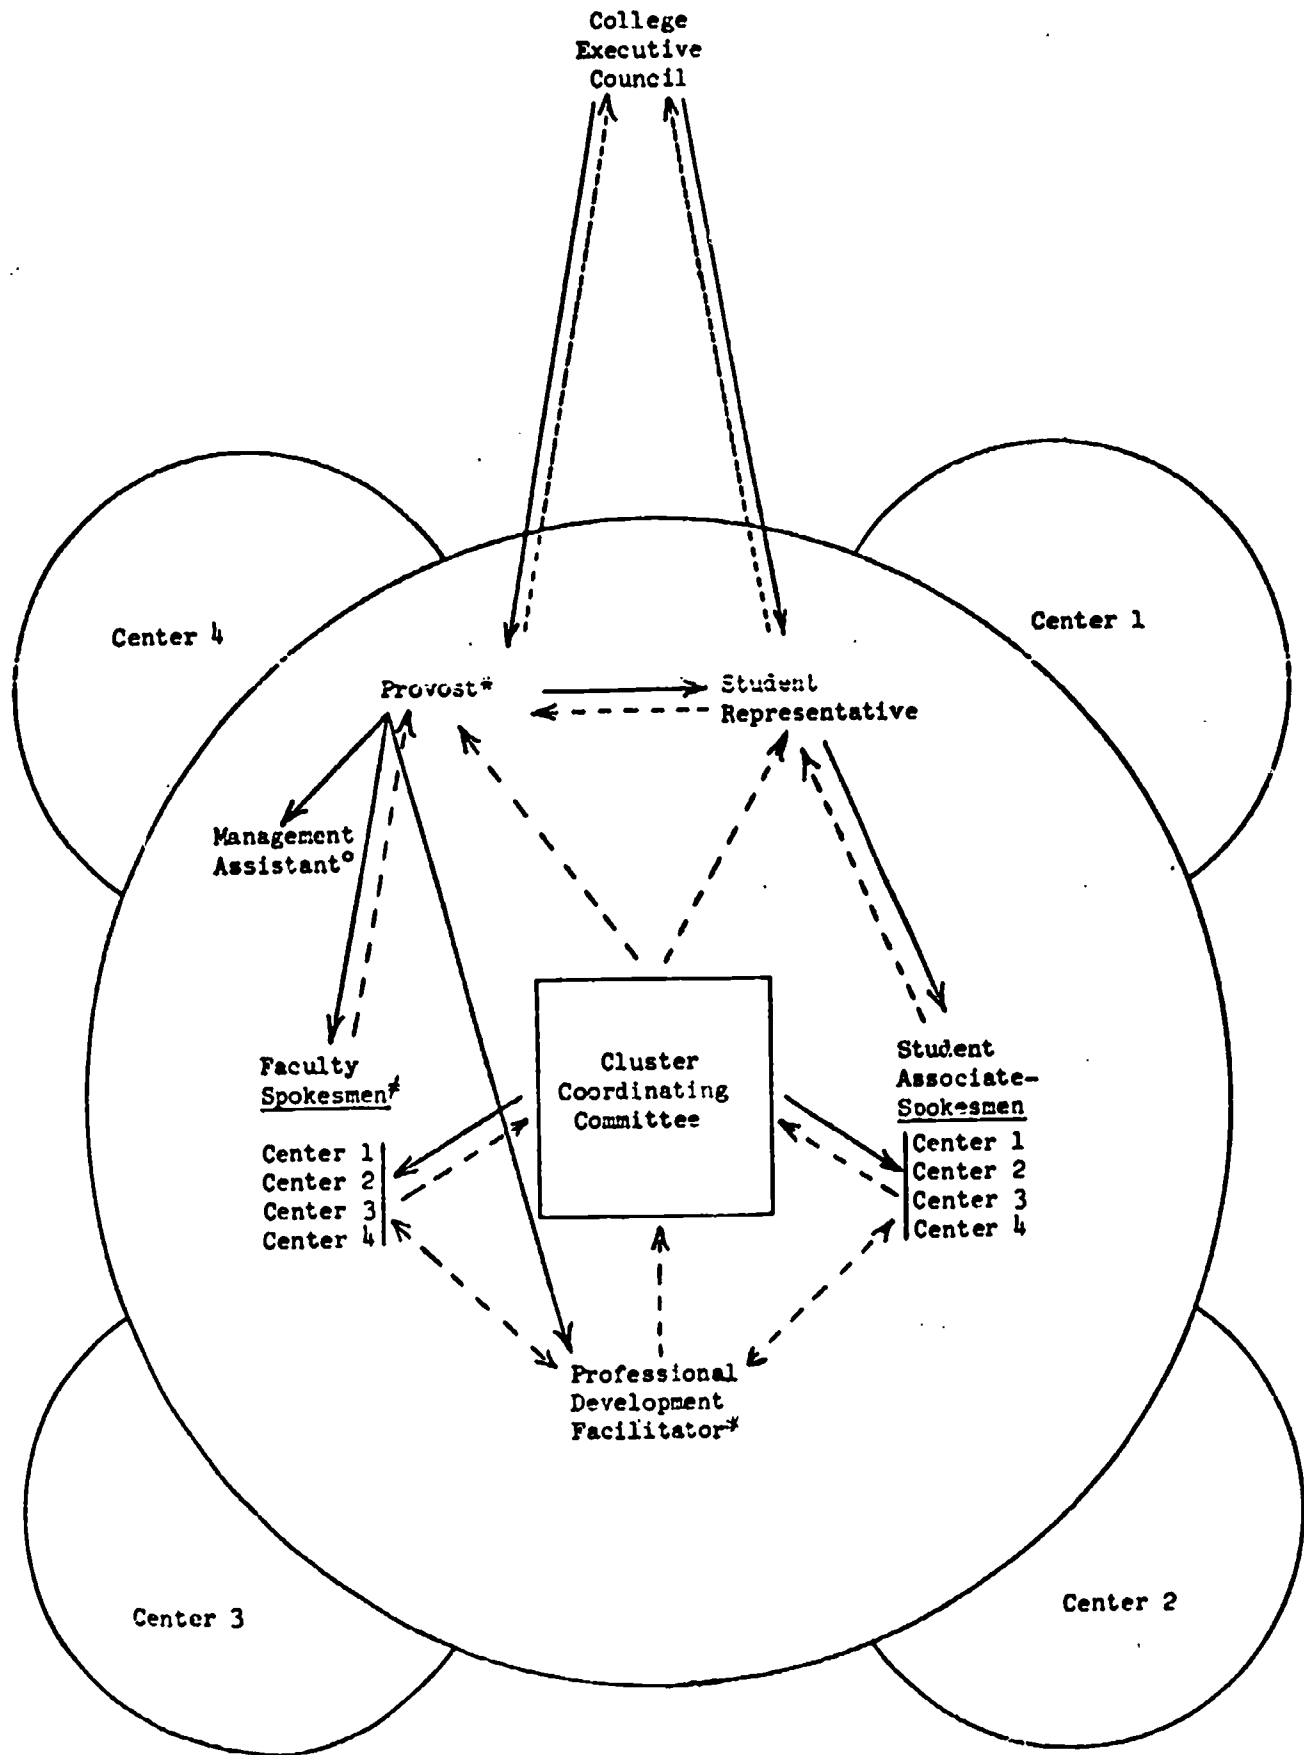 College
Executive
Council
Center 4
Center 1
Provost*
Student
Representative
Management
Assistant°
Faculty
Spokesmen≠
Center 1
Center 2
Center 3
Center 4
Cluster
Coordinating
Committee
Student
Associate-
Spokesmen
Center 1
Center 2
Center 3
Center 4
Professional
Development
Facilitator*
Center 3
Center 2